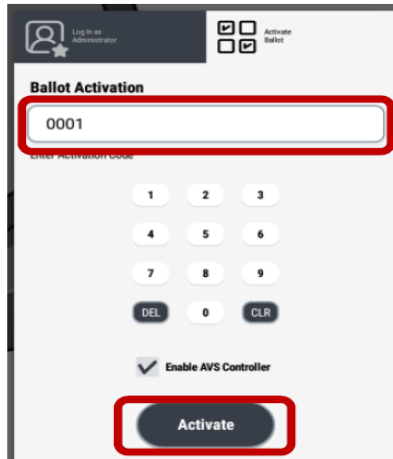 Log In as
Administrator
Activate
Ballot
Ballot Activation
0001
Enter Activation Code
1 2 3
4 5 6
7 8 9
DEL 0 CLR
Enable AVS Controller
Activate